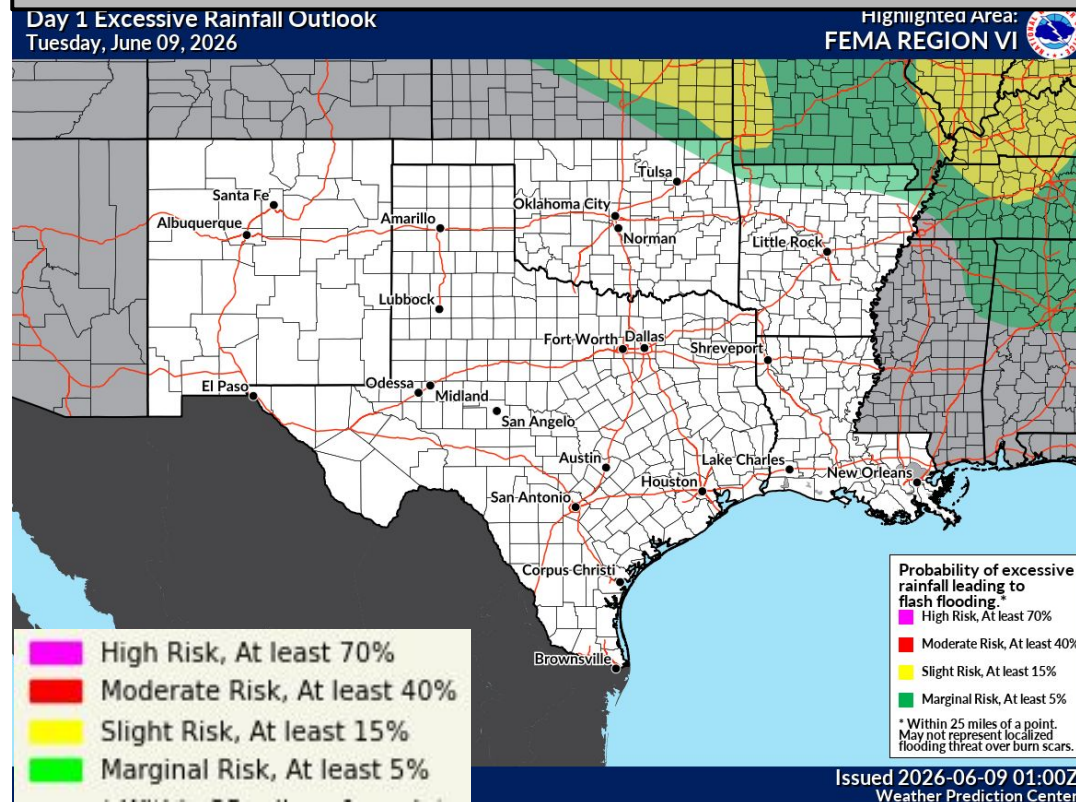 Day 1 Excessive Rainfall Outlook
Tuesday, June 09, 2026
Highlighted Area:
FEMA REGION VI
Tulsa
Santa Fe
Oklahoma City
Albuquerque
Amarillo
Norman
Little Rock
Lubbock
Fort Worth
Dallas
Shreveport
El Paso
Odessa
Midland
San Angelo
Austin
Lake Charles
Houston
New Orleans
San Antonio
Corpus Christi
Brownsville
Probability of excessive
rainfall leading to
flash flooding.*
High Risk, At least 70%
Moderate Risk, At least 40%
Slight Risk, At least 15%
Marginal Risk, At least 5%
* Within 25 miles of a point.
May not represent localized
flooding threat over burn scars.
High Risk, At least 70%
Moderate Risk, At least 40%
Slight Risk, At least 15%
Marginal Risk, At least 5%
Issued 2026-06-09 01:00Z
Weather Prediction Center